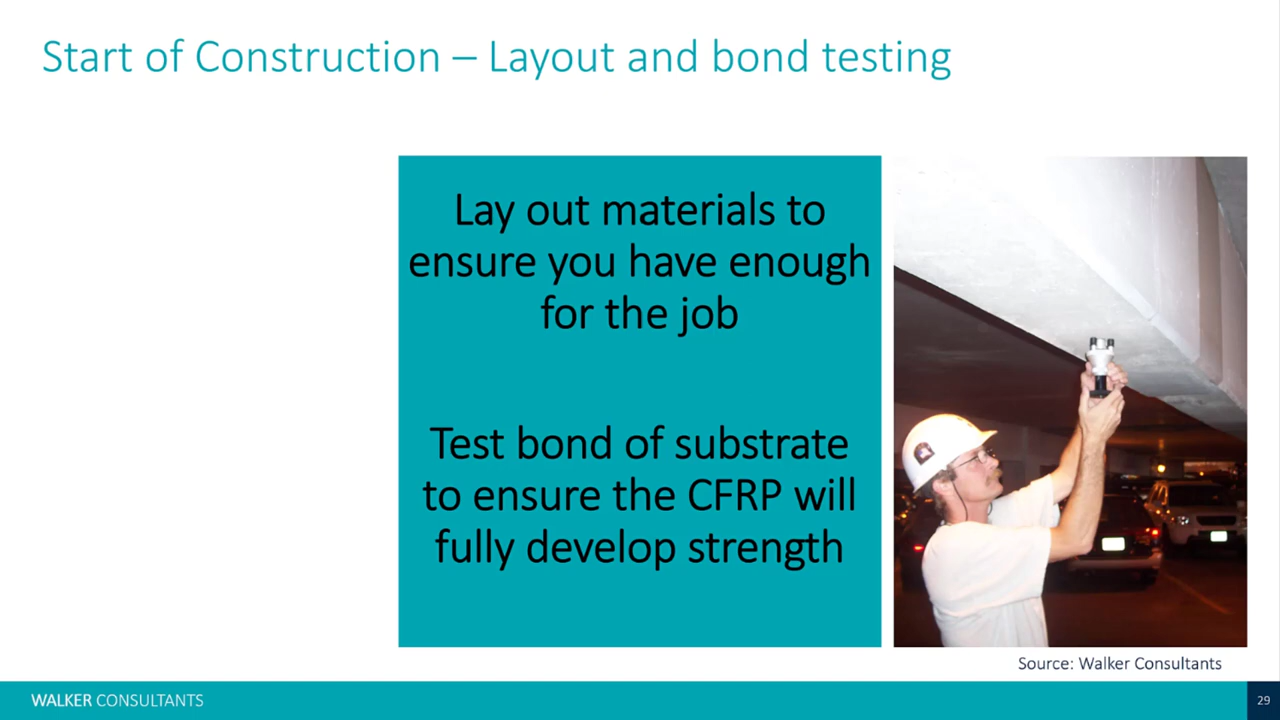 Start of Construction – Layout and bond testing
Lay out materials to
ensure you have enough
for the job
Test bond of substrate
to ensure the CFRP will
fully develop strength
Source: Walker Consultants
WALKER CONSULTANTS
29